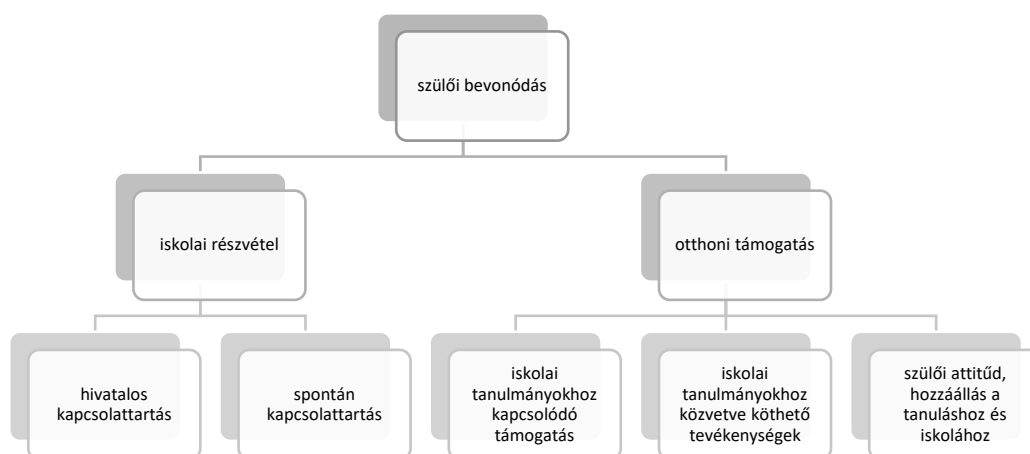 szülői bevonódás
iskolai részvétel
otthoni támogatás
hivatalos
kapcsolattartás
spontán
kapcsolattartás
iskolai
tanulmányokhoz
kapcsolódó
támogatás
iskolai
tanulmányokhoz
közvetve köthető
tevékenységek
szülői attitűd,
hozzáállás a
tanuláshoz és
iskolához